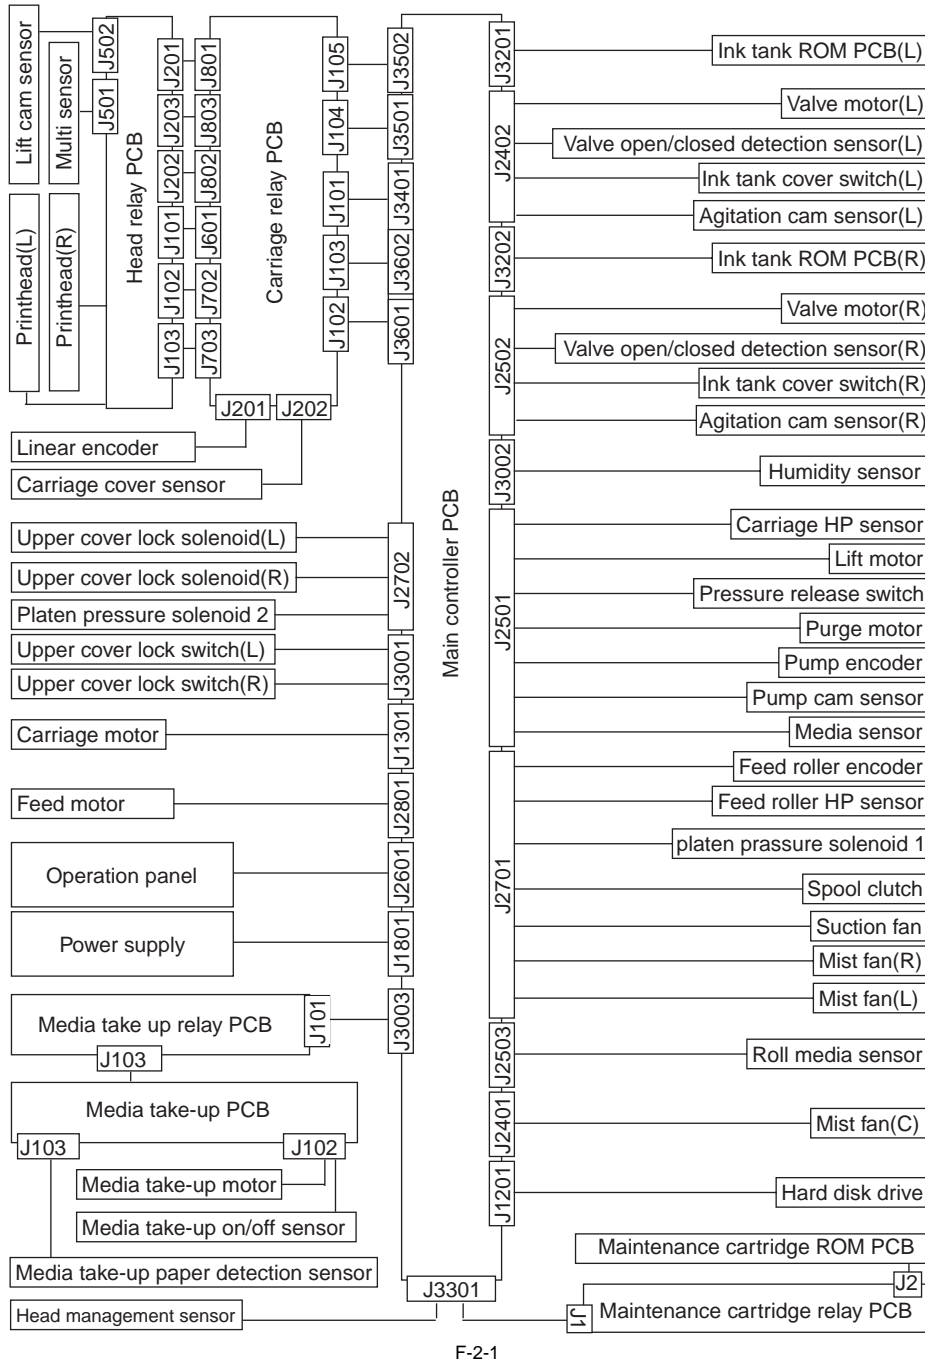 Lift cam sensor
Multi sensor
Printhead(L)
Printhead(R)
J502
J501
Head relay PCB
J201
J203
J202
J101
J102
J103
J801
J803
J802
J601
J702
J703
Carriage relay PCB
J105
J104
J101
J103
J102
J201
J202
Linear encoder
Carriage cover sensor
Upper cover lock solenoid(L)
Upper cover lock solenoid(R)
Platen pressure solenoid 2
Upper cover lock switch(L)
Upper cover lock switch(R)
Carriage motor
Feed motor
Operation panel
Power supply
Media take up relay PCB
J101
J103
Media take-up PCB
J103
J102
Media take-up motor
Media take-up on/off sensor
Media take-up paper detection sensor
Head management sensor
J3502
J3501
J3401
J3602
J3601
J2702
J3001
J1301
J2801
J2601
J1801
J3003
Main controller PCB
J3301
J3201
J2402
J3202
J2502
J3002
J2501
J2701
J2503
J2401
J1201
Ink tank ROM PCB(L)
Valve motor(L)
Valve open/closed detection sensor(L)
Ink tank cover switch(L)
Agitation cam sensor(L)
Ink tank ROM PCB(R)
Valve motor(R)
Valve open/closed detection sensor(R)
Ink tank cover switch(R)
Agitation cam sensor(R)
Humidity sensor
Carriage HP sensor
Lift motor
Pressure release switch
Purge motor
Pump encoder
Pump cam sensor
Media sensor
Feed roller encoder
Feed roller HP sensor
platen prassure solenoid 1
Spool clutch
Suction fan
Mist fan(R)
Mist fan(L)
Roll media sensor
Mist fan(C)
Hard disk drive
Maintenance cartridge ROM PCB
J2
J1
Maintenance cartridge relay PCB
F-2-1